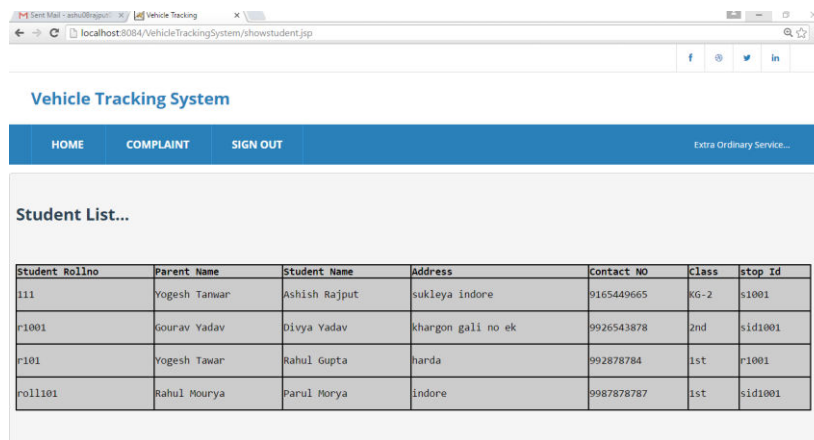 Sent Mail - ashu08rajput Vehicle Tracking
localhost:8084/VehicleTrackingSystem/showstudent.jsp
f in
Vehicle Tracking System
HOME COMPLAINT SIGN OUT Extra Ordinary Service...
Student List...
Student Rollno Parent Name Student Name Address Contact NO Class stop Id
111 Yogesh Tanwar Ashish Rajput sukleya indore 9165449665 KG-2 s1001
r1001 Gourav Yadav Divya Yadav khargon gali no ek 9926543878 2nd sid1001
r101 Yogesh Tawar Rahul Gupta harda 992878784 1st r1001
roll101 Rahul Mourya Parul Morya indore 9987878787 1st sid1001